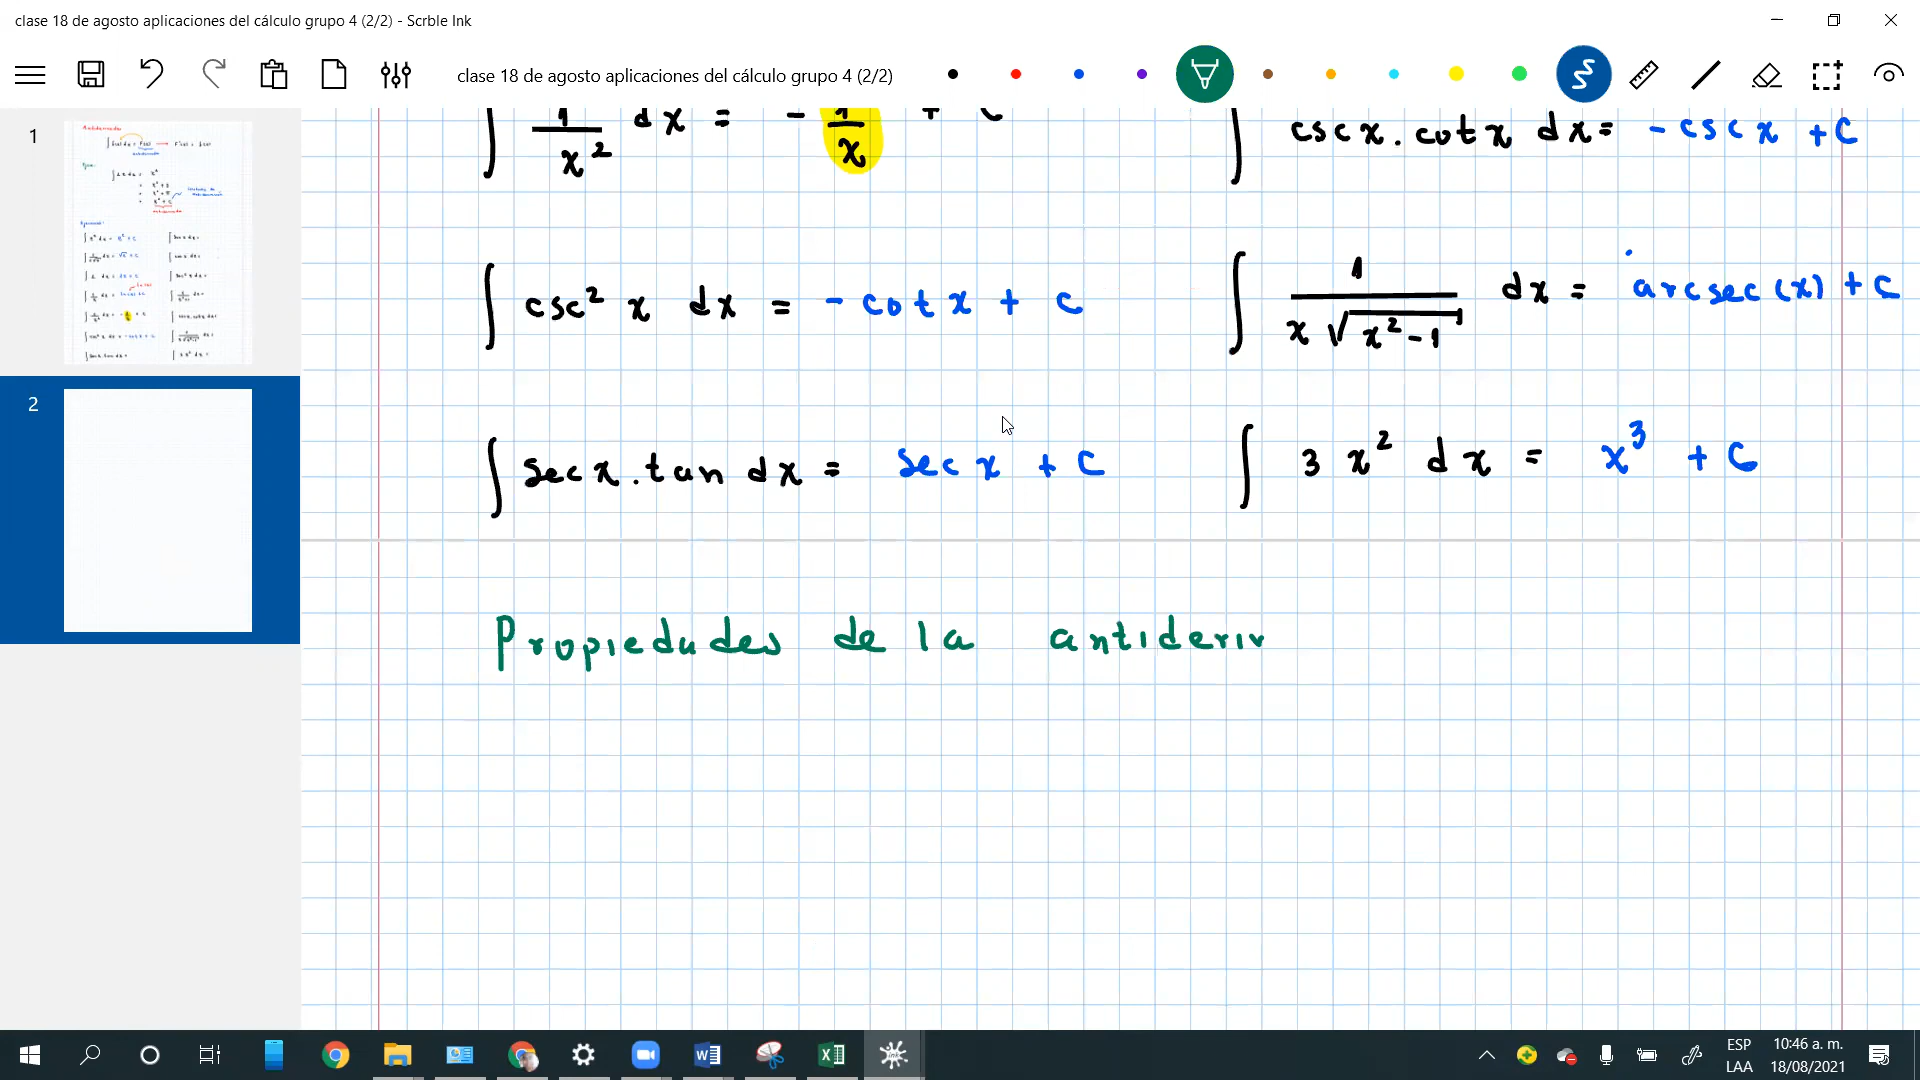 clase 18 de agosto aplicaciones del cálculo grupo 4 (2/2) - Scrble Ink
clase 18 de agosto aplicaciones del cálculo grupo 4 (2/2)
1
2
∫ 1/x² dx = - 1/x + C
∫ csc x . cot x dx = - csc x + C
∫ csc² x dx = - cot x + C
∫ 1/(x √(x²-1)) dx = arcsec(x) + C
∫ sec x . tan dx = sec x + C
∫ 3 x² dx = x³ + C
Propiedades de la antideriv
ESP
LAA
10:46 a. m.
18/08/2021